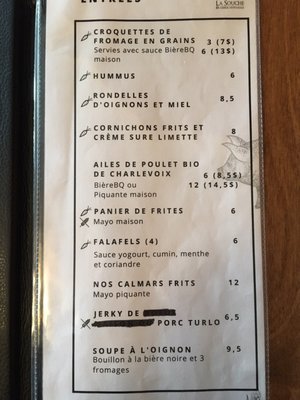 ENTRÉES
LA SOUCHE
CROQUETTES DE
FROMAGE EN GRAINS 3 (7$)
Servies avec sauce BièreBQ 6 (13$)
maison
HUMMUS 6
RONDELLES
D'OIGNONS ET MIEL 8,5
CORNICHONS FRITS ET
CRÈME SURE LIMETTE 8
AILES DE POULET BIO
DE CHARLEVOIX 6 (8,5$)
BièreBQ ou 12 (14,5$)
Piquante maison
PANIER DE FRITES 6
Mayo maison
FALAFELS (4) 6
Sauce yogourt, cumin, menthe
et coriandre
NOS CALMARS FRITS 12
Mayo piquante
JERKY DE
PORC TURLO 6,5
SOUPE À L'OIGNON 9,5
Bouillon à la bière noire et 3
fromages